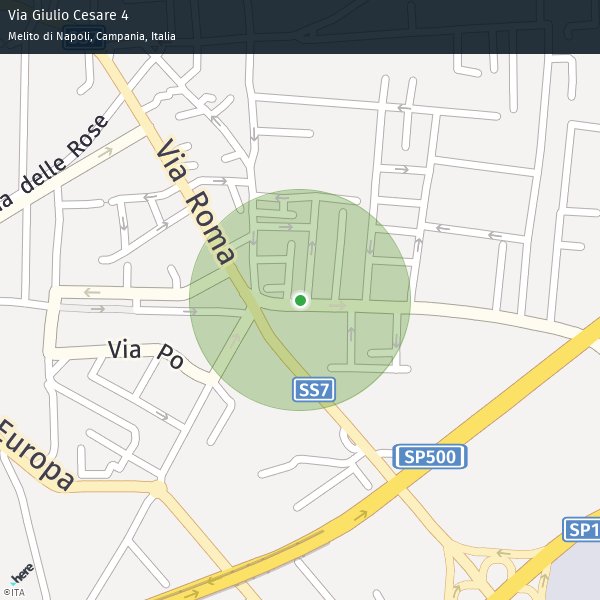 Via Giulio Cesare 4
Melito di Napoli, Campania, Italia
a delle Rose
Via Roma
Via Po
SS7
SP500
Europa
SP1
here
©ITA